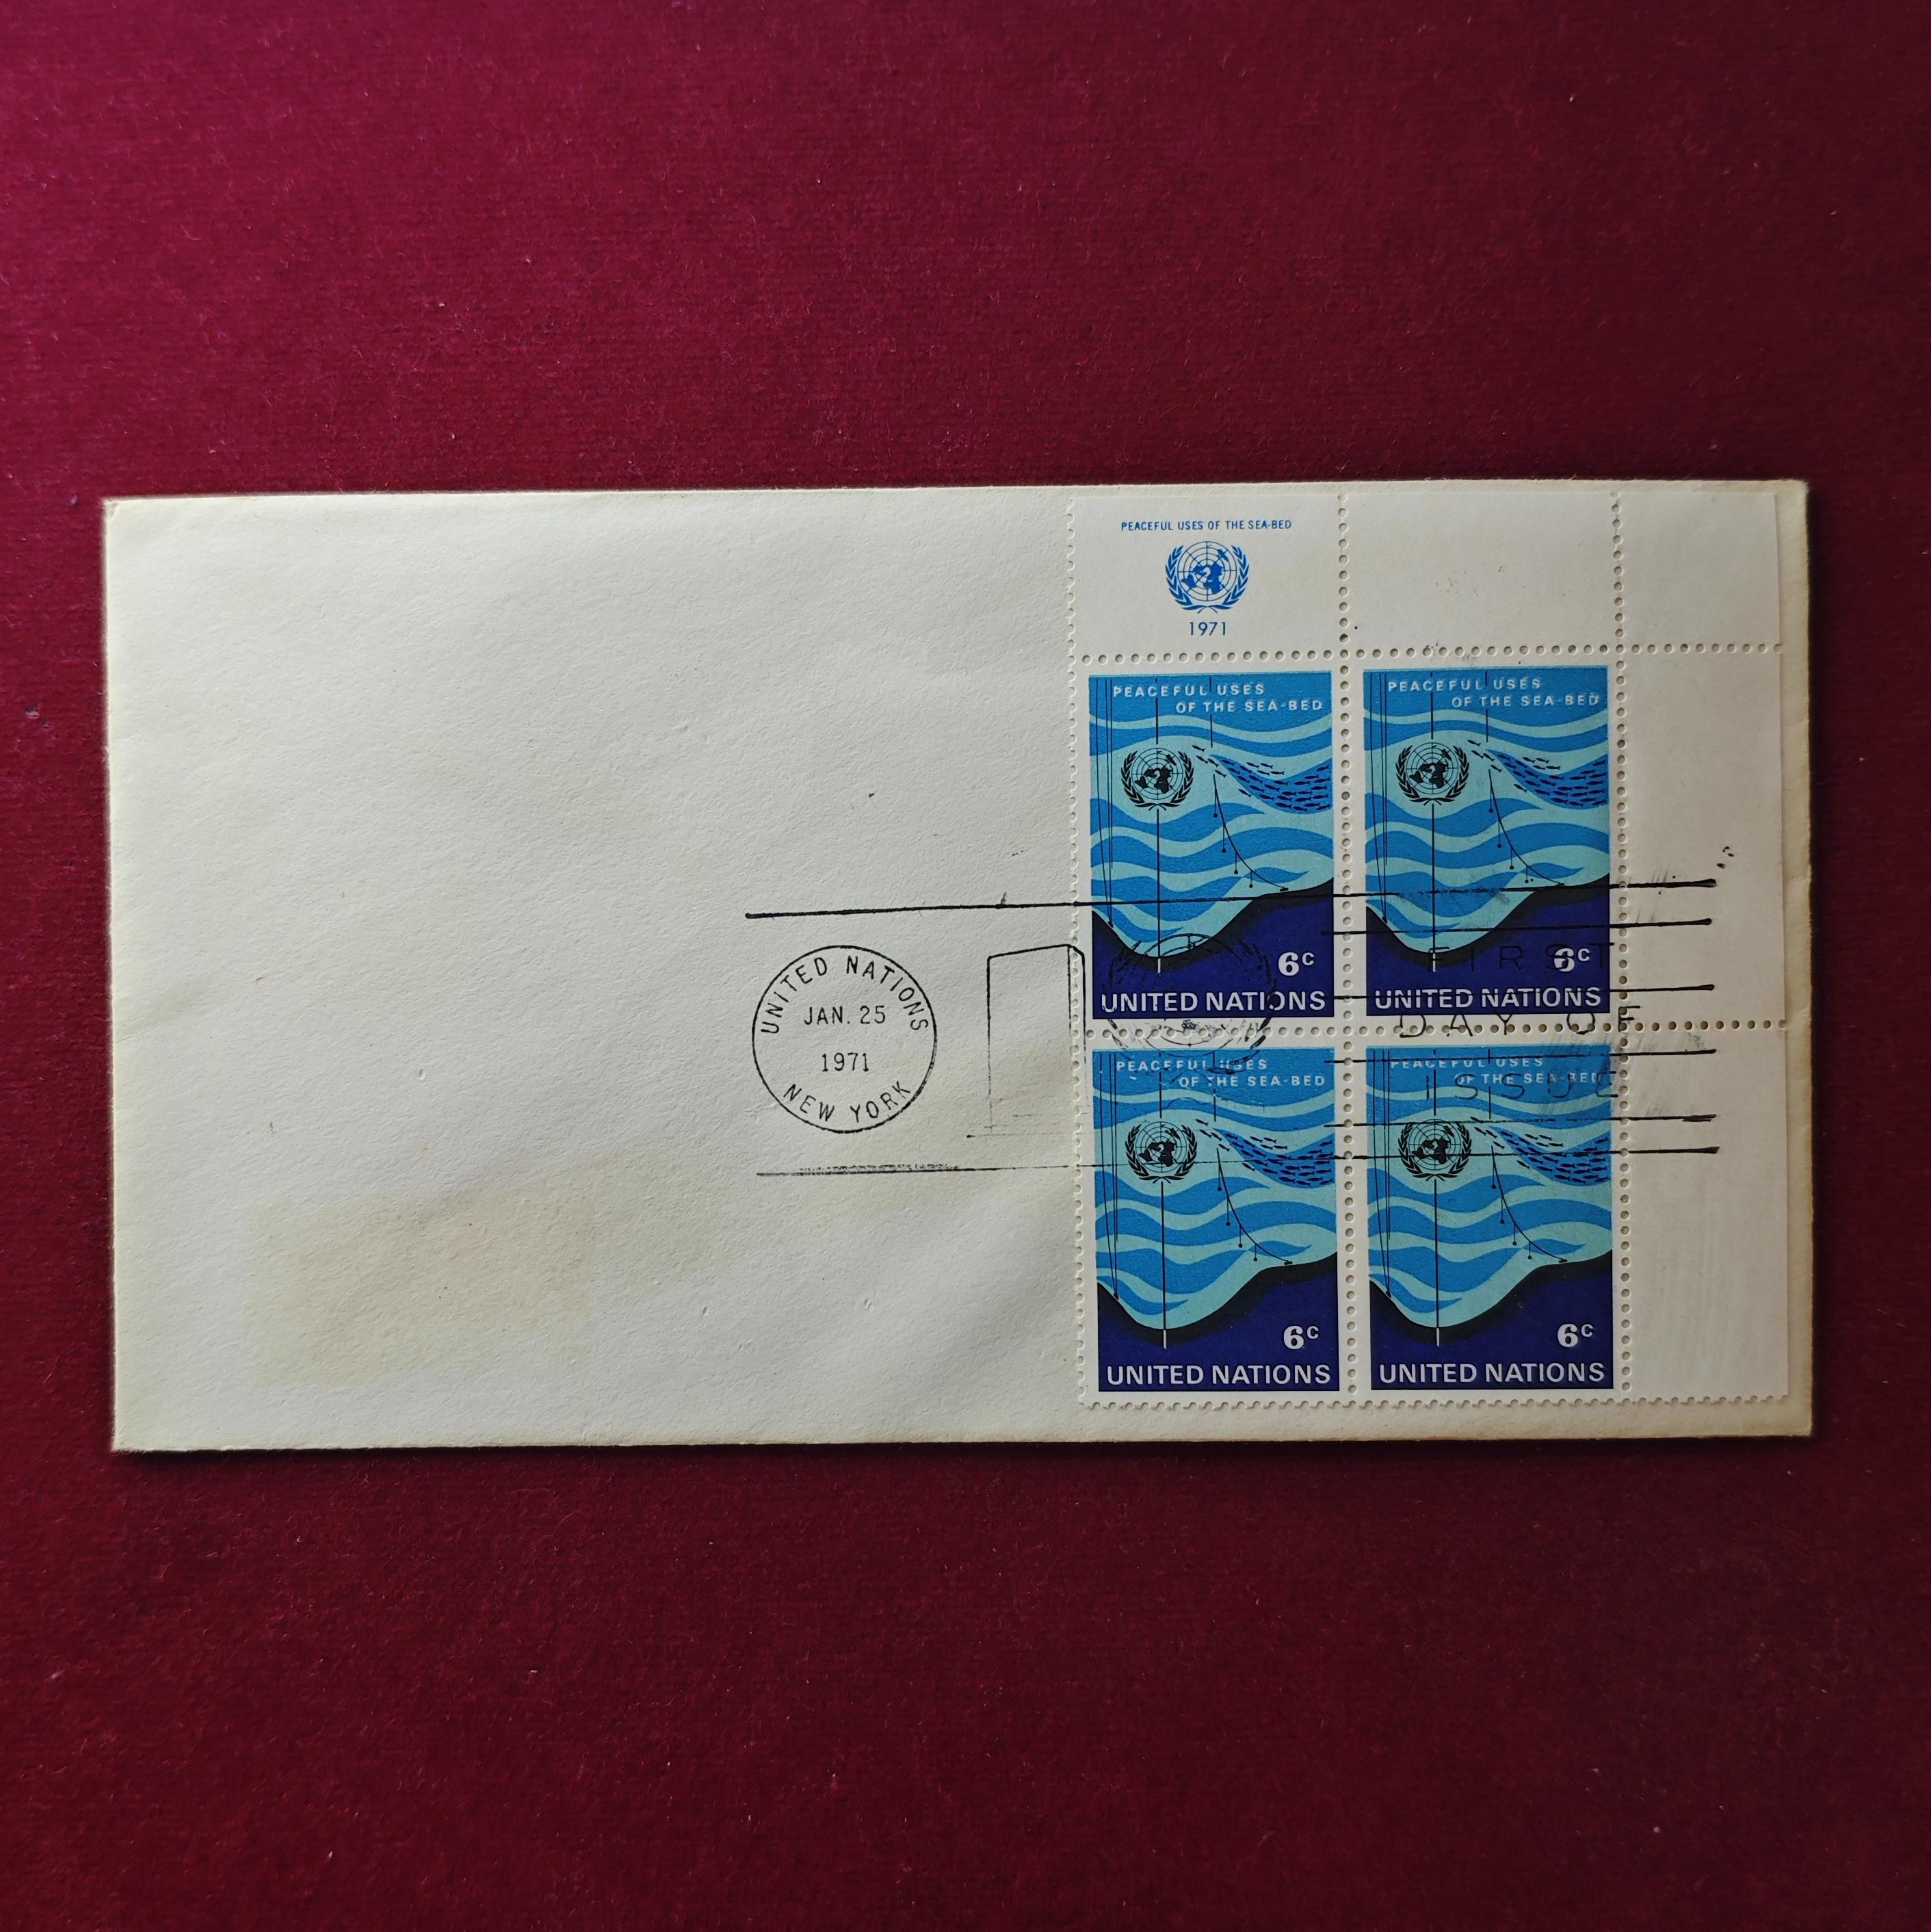 PEACEFUL USES OF THE SEA-BED
1971
PEACEFUL USES
OF THE SEA-BED
6c
UNITED NATIONS
PEACEFUL USES
OF THE SEA-BED
6c
UNITED NATIONS
UNITED NATIONS
JAN. 25
1971
NEW YORK
FIRST
DAY OF
ISSUE
PEACEFUL USES
OF THE SEA-BED
6c
UNITED NATIONS
PEACEFUL USES
OF THE SEA-BED
6c
UNITED NATIONS